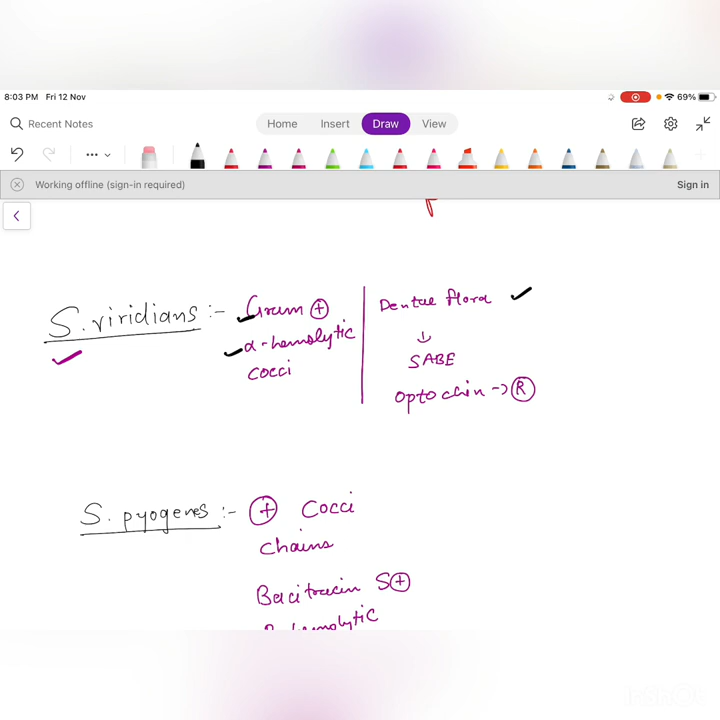 8:03 PM Fri 12 Nov
69%
Recent Notes
Home Insert Draw View
Working offline (sign-in required)
Sign in
S. viridians :-
Gram +
α-hemolytic
cocci
Dental flora
↓
SABE
optochin → R
S. pyogenes :-
+ cocci
chains
Bacitracin S+
hemolytic